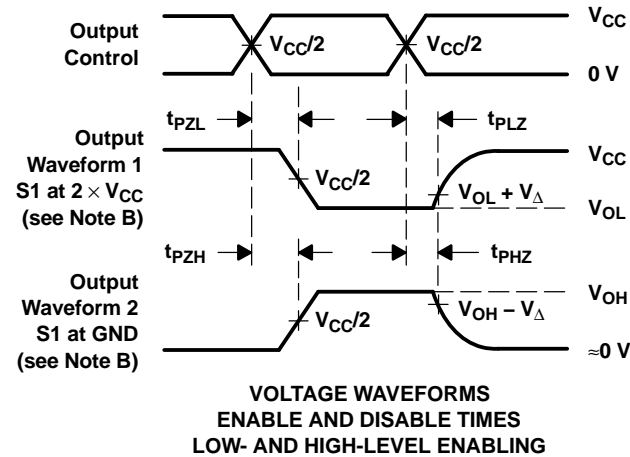 Output
Control
V_CC/2
V_CC/2
V_CC
0 V
t_PZL
t_PLZ
Output
Waveform 1
S1 at 2 × V_CC
(see Note B)
V_CC/2
V_CC
V_OL + V_Δ
V_OL
t_PZH
t_PHZ
Output
Waveform 2
S1 at GND
(see Note B)
V_CC/2
V_OH
V_OH − V_Δ
≈0 V
VOLTAGE WAVEFORMS
ENABLE AND DISABLE TIMES
LOW- AND HIGH-LEVEL ENABLING